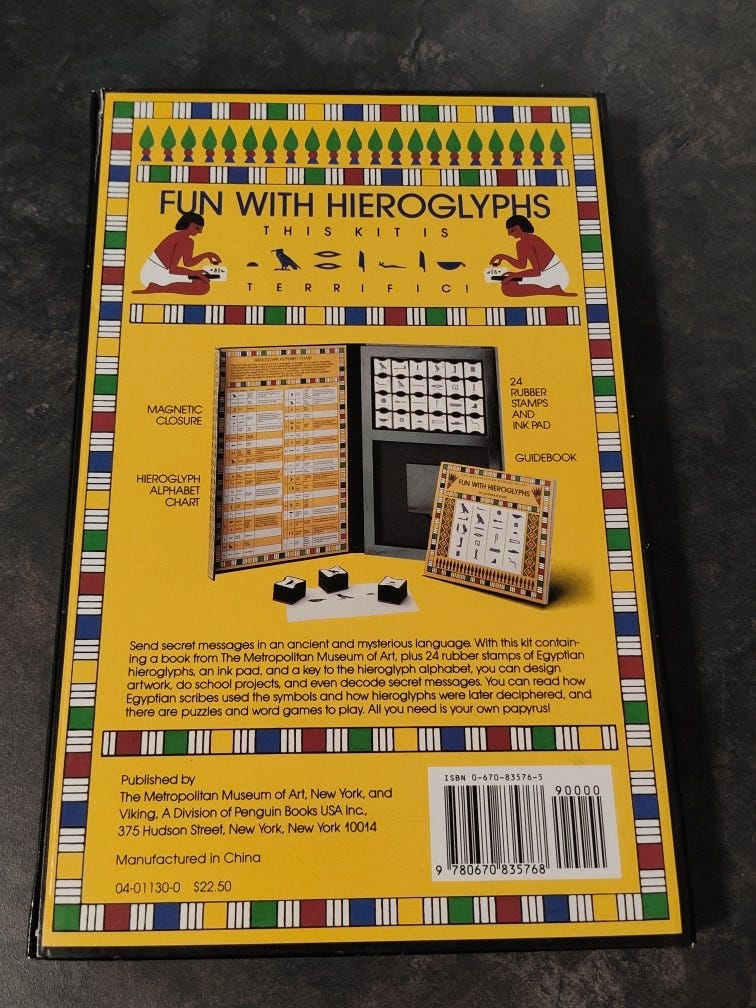 FUN WITH HIEROGLYPHS
THIS KIT IS
𓏏 𓄿 𓂋 𓂋 𓇋 𓆑 𓇋 𓎡
TERRIFIC!
MAGNETIC
CLOSURE
HIEROGLYPH
ALPHABET
CHART
HIEROGLYPH ALPHABET CHART
24
RUBBER
STAMPS
AND
INK PAD
GUIDEBOOK
FUN WITH HIEROGLYPHS
Send secret messages in an ancient and mysterious language. With this kit contain-
ing a book from The Metropolitan Museum of Art, plus 24 rubber stamps of Egyptian
hieroglyphs, an ink pad, and a key to the hieroglyph alphabet, you can design
artwork, do school projects, and even decode secret messages. You can read how
Egyptian scribes used the symbols and how hieroglyphs were later deciphered, and
there are puzzles and word games to play. All you need is your own papyrus!
Published by
The Metropolitan Museum of Art, New York, and
Viking, A Division of Penguin Books USA Inc.,
375 Hudson Street, New York, New York 10014
Manufactured in China
04-01130-0 $22.50
ISBN 0-670-83576-5
90000
9 780670 835768